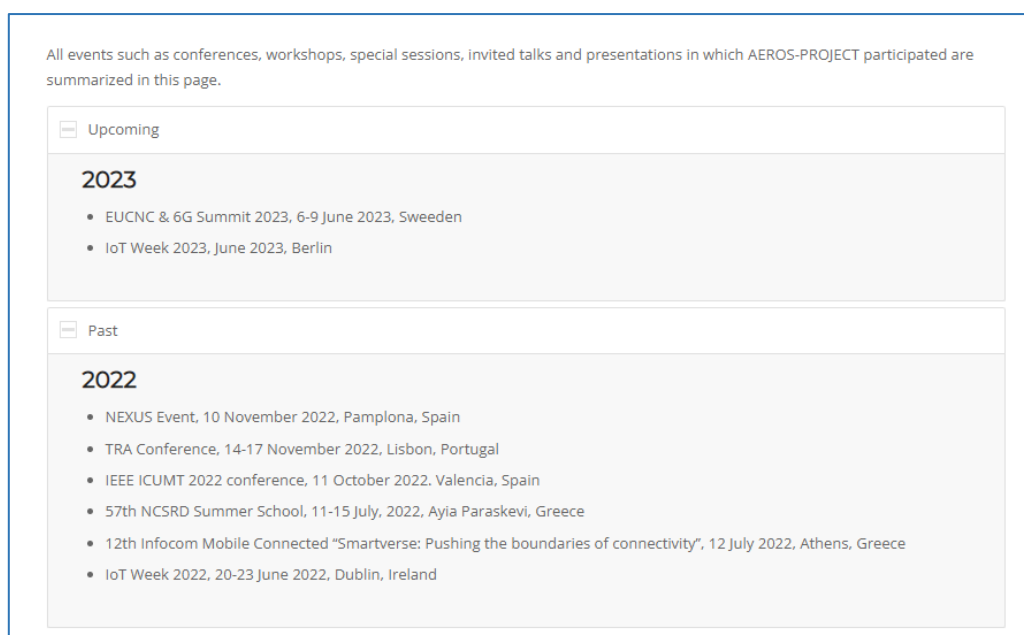 All events such as conferences, workshops, special sessions, invited talks and presentations in which AEROS-PROJECT participated are
summarized in this page.
Upcoming
2023
EUCNC & 6G Summit 2023, 6-9 June 2023, Sweeden
IoT Week 2023, June 2023, Berlin
Past
2022
NEXUS Event, 10 November 2022, Pamplona, Spain
TRA Conference, 14-17 November 2022, Lisbon, Portugal
IEEE ICUMT 2022 conference, 11 October 2022. Valencia, Spain
57th NCSRD Summer School, 11-15 July, 2022, Ayia Paraskevi, Greece
12th Infocom Mobile Connected “Smartverse: Pushing the boundaries of connectivity”, 12 July 2022, Athens, Greece
IoT Week 2022, 20-23 June 2022, Dublin, Ireland